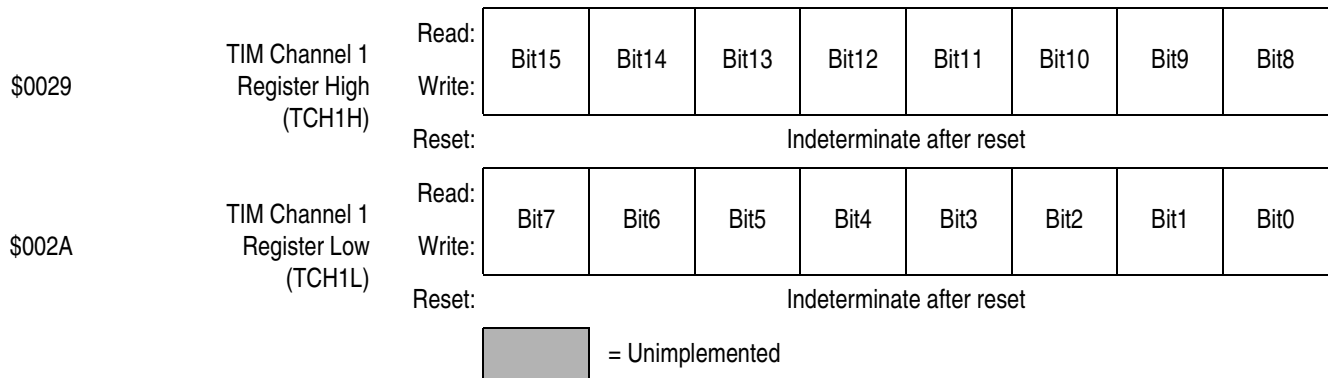 $0029
TIM Channel 1
Register High
(TCH1H)
Read:
Write:
Bit15 Bit14 Bit13 Bit12 Bit11 Bit10 Bit9 Bit8
Reset: Indeterminate after reset
$002A
TIM Channel 1
Register Low
(TCH1L)
Read:
Write:
Bit7 Bit6 Bit5 Bit4 Bit3 Bit2 Bit1 Bit0
Reset: Indeterminate after reset
= Unimplemented